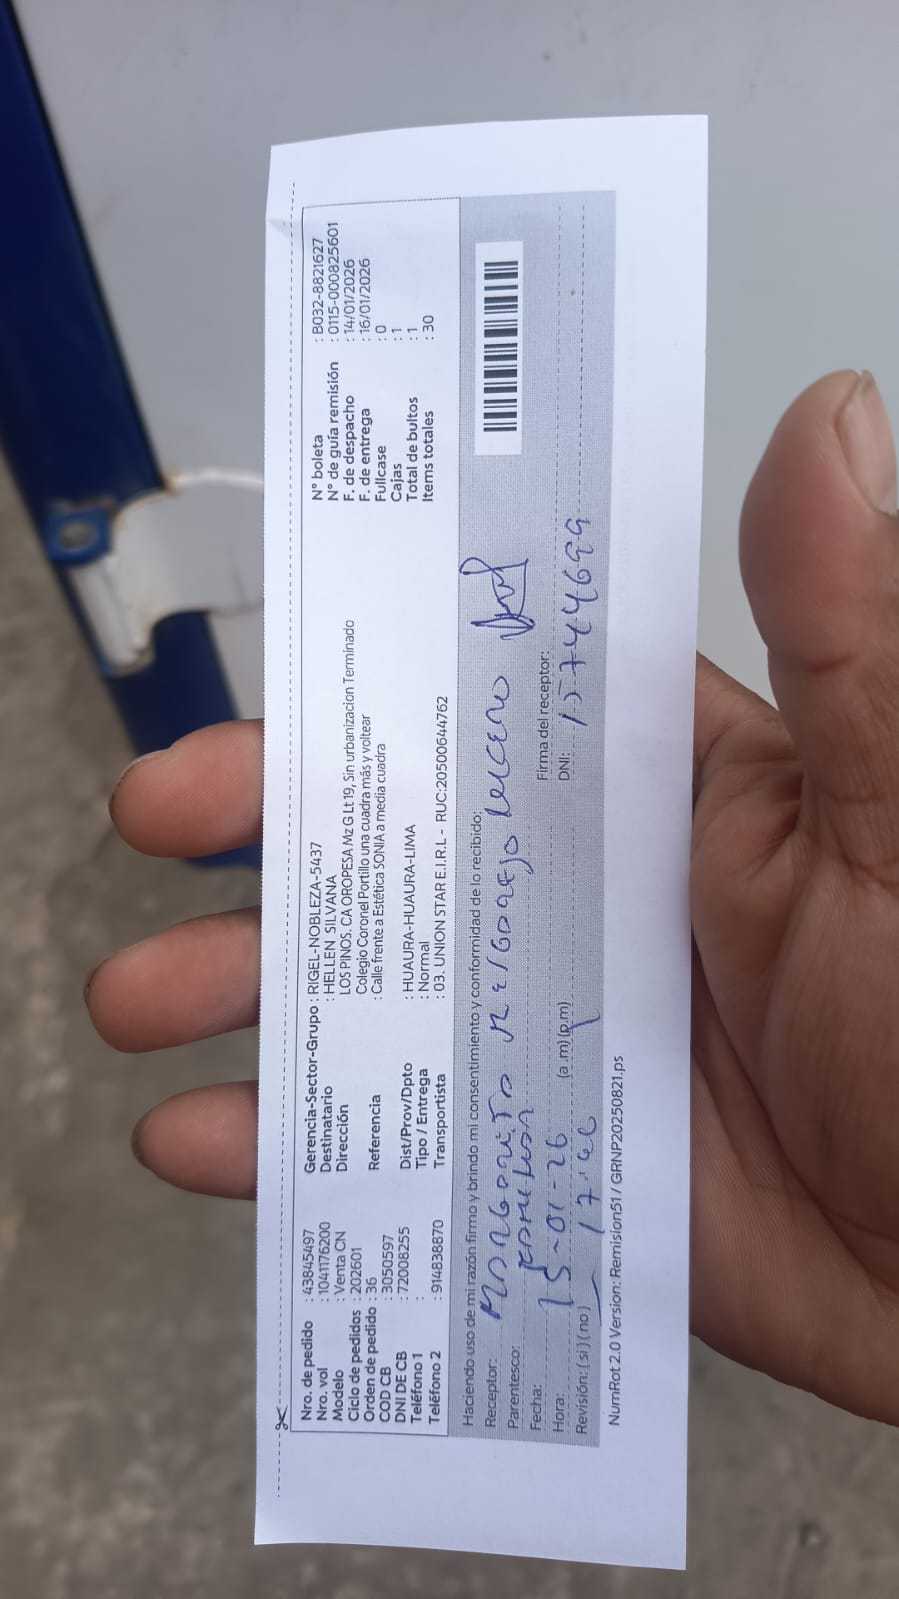 Nro. de pedido : 43845497
Nro. vol : 1041176200
Modelo : Venta CN
Ciclo de pedidos : 202601
Orden de pedido : 36
COD CB : 3050597
DNI DE CB : 72008255
Teléfono 1 :
Teléfono 2 : 914838870
Gerencia-Sector-Grupo : RIGEL-NOBLEZA-5437
Destinatario : HELLEN SILVANA
Dirección LOS PINOS. CA OROPESA Mz G Lt 19, Sin urbanizacion Terminado
Colegio Coronel Portillo una cuadra más y voltear
Referencia : Calle frente a Estética SONIA a media cuadra
Dist/Prov/Dpto : HUAURA-HUAURA-LIMA
Tipo / Entrega : Normal
Transportista : 03. UNION STAR E.I.R.L - RUC:20500644762
N° boleta : B032-8821627
N° de guía remisión : 0115-000825601
F. de despacho : 14/01/2026
F. de entrega : 16/01/2026
Fullcase : 0
Cajas : 1
Total de bultos : 1
Items totales : 30
Haciendo uso de mi razón firmo y brindo mi consentimiento y conformidad de lo recibido:
Receptor: Margarita Melgarejo
Parentesco:
Fecha: 15-01-26
Hora: (a .m) (p.m)
Revisión: ( si ) ( no )
Firma del receptor:
DNI: 15744699
NumRot 2.0 Version: Remision51 / GRNP20250821.ps